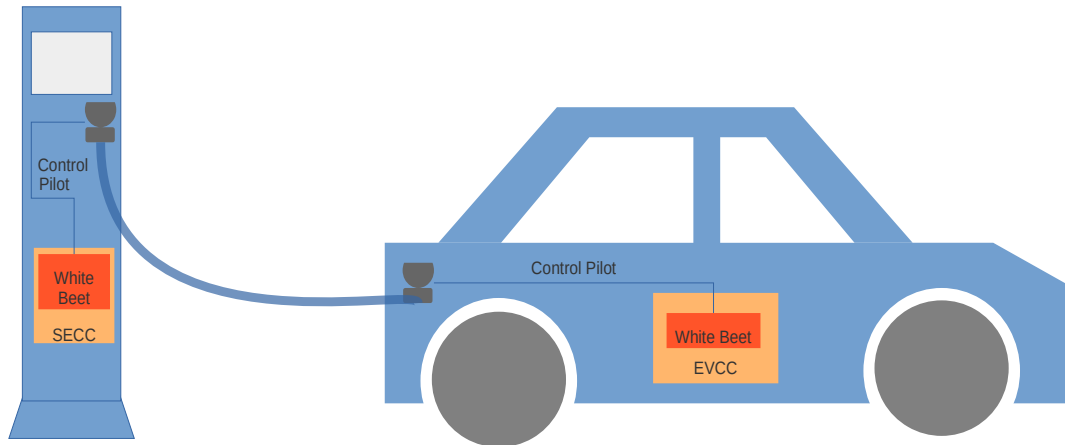 Control
Pilot
White
Beet
SECC
Control Pilot
White Beet
EVCC